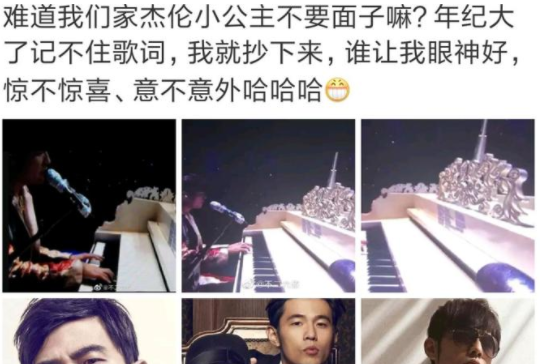 难道我们家杰伦小公主不要面子嘛?年纪大
了记不住歌词，我就抄下来，谁让我眼神好，
惊不惊喜、意不意外哈哈哈😁